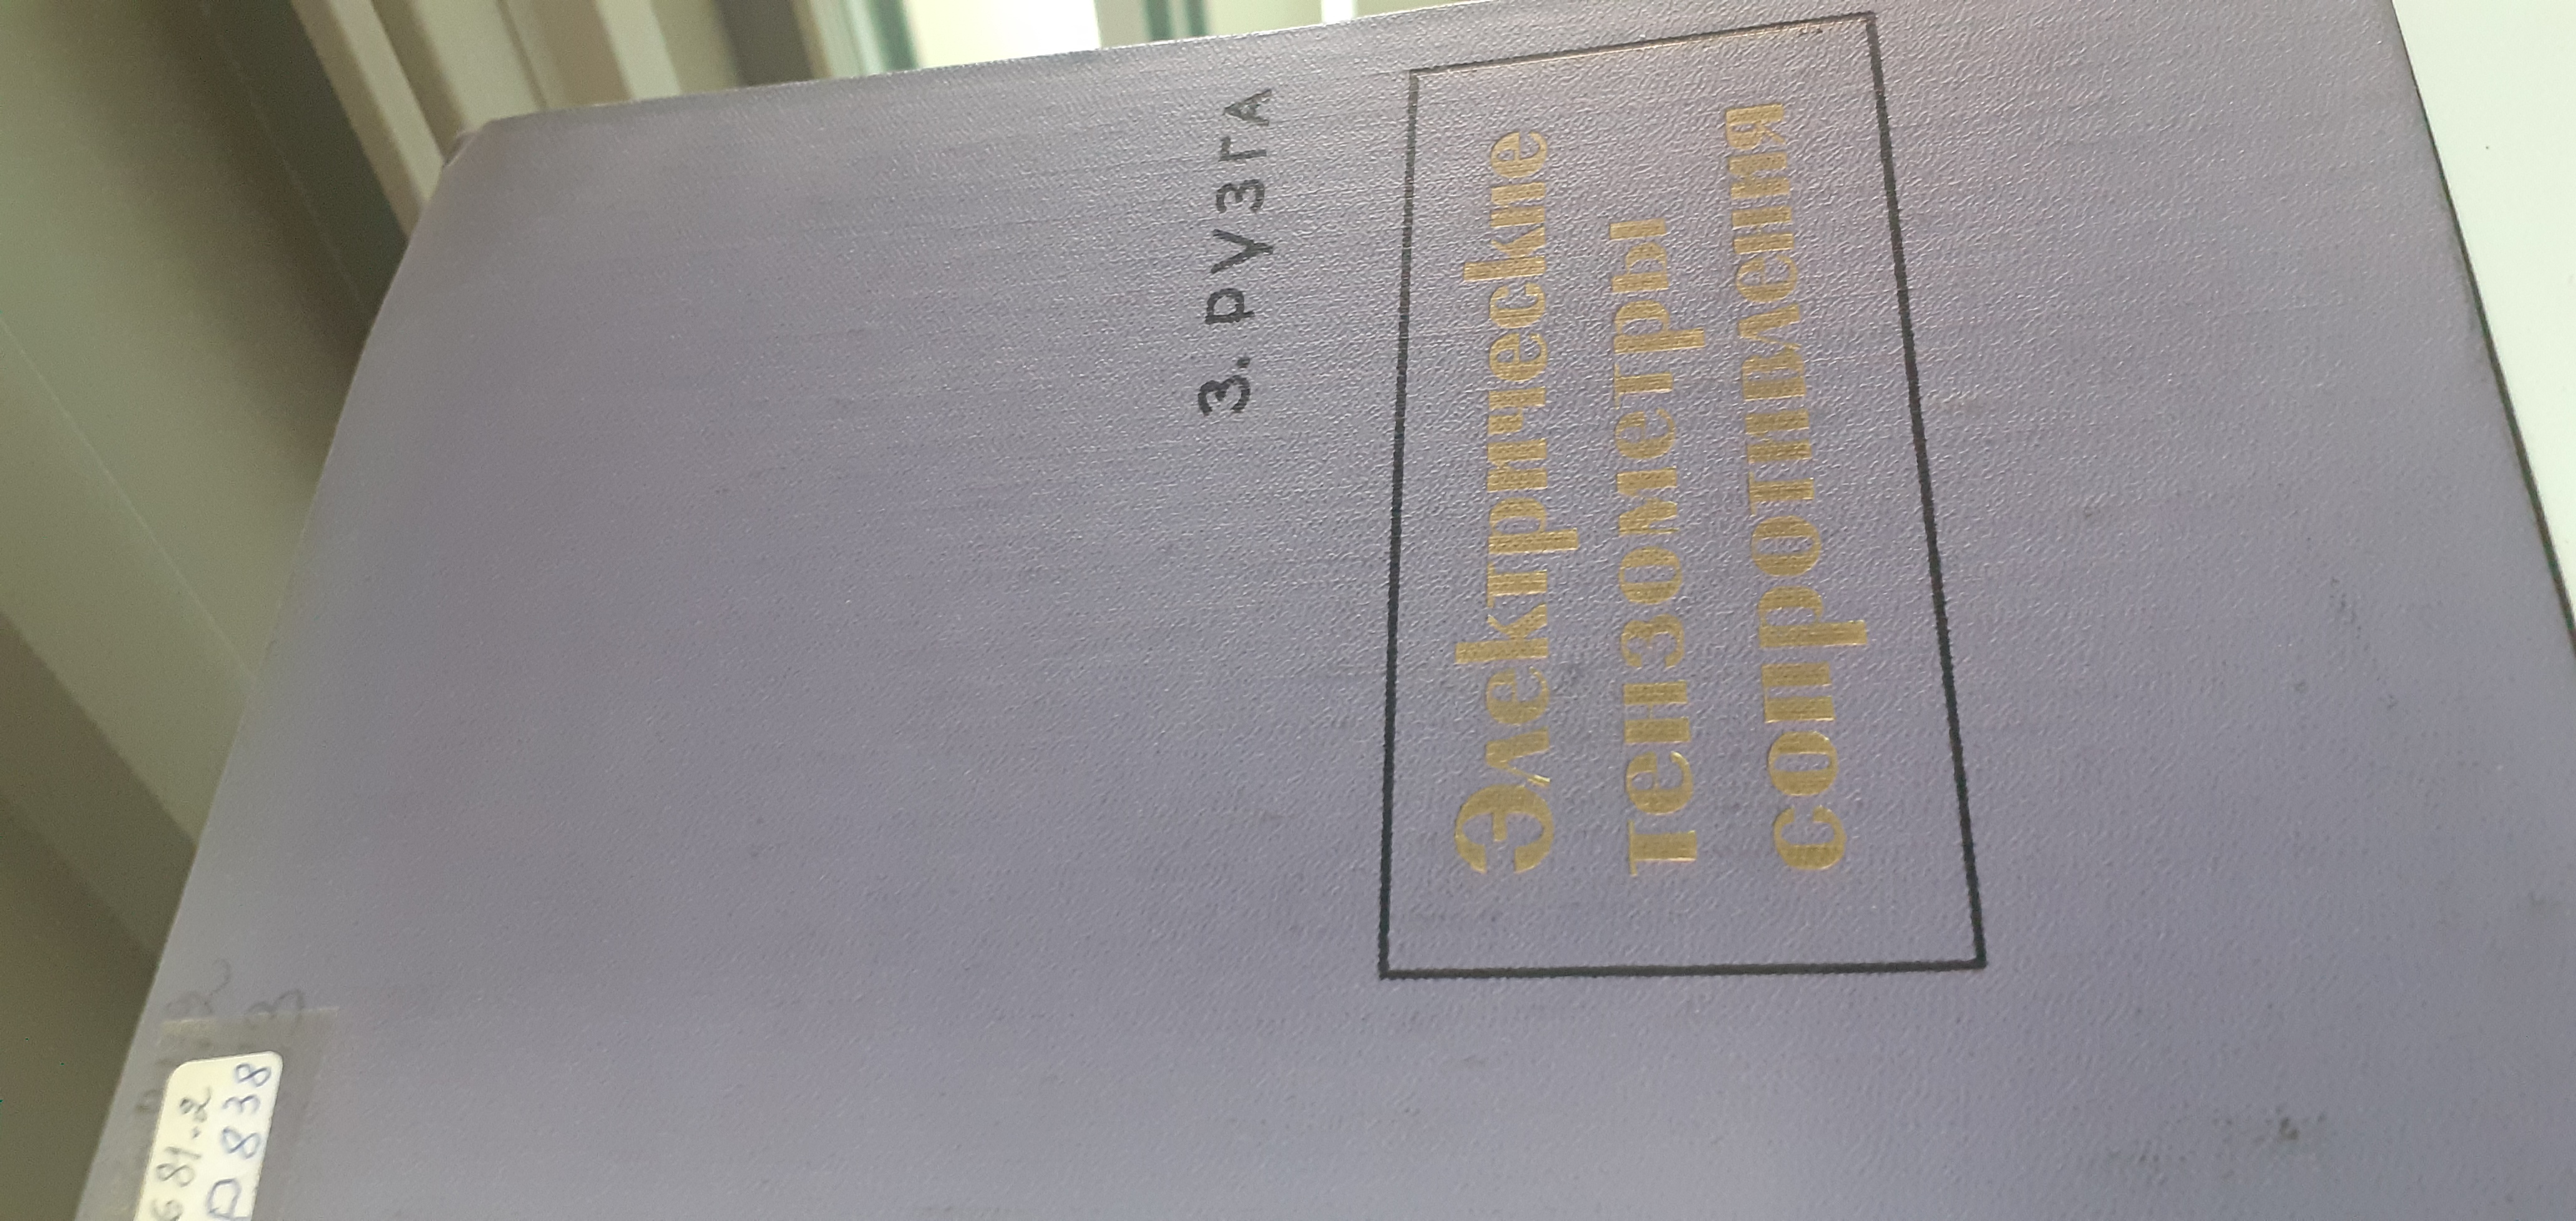 З. РУЗГА
Электрические
тензометры
сопротивления
681.2
Р 838